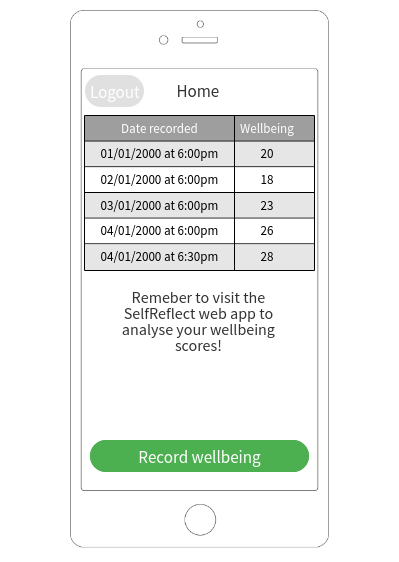 Logout Home
Date recorded Wellbeing
01/01/2000 at 6:00pm 20
02/01/2000 at 6:00pm 18
03/01/2000 at 6:00pm 23
04/01/2000 at 6:00pm 26
04/01/2000 at 6:30pm 28
Remeber to visit the
SelfReflect web app to
analyse your wellbeing
scores!
Record wellbeing